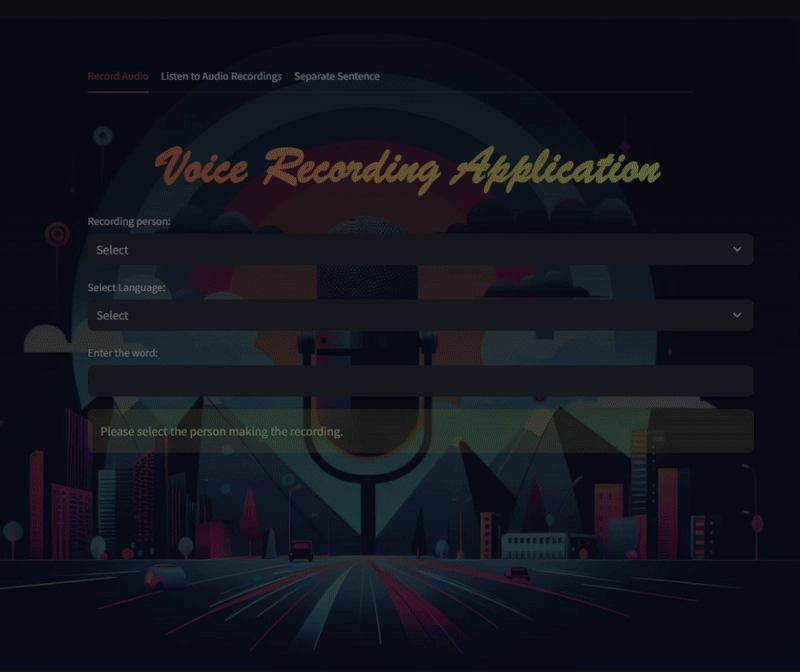 Record Audio Listen to Audio Recordings Separate Sentence
Voice Recording Application
Recording person:
Select
Select Language:
Select
Enter the word:
Please select the person making the recording.